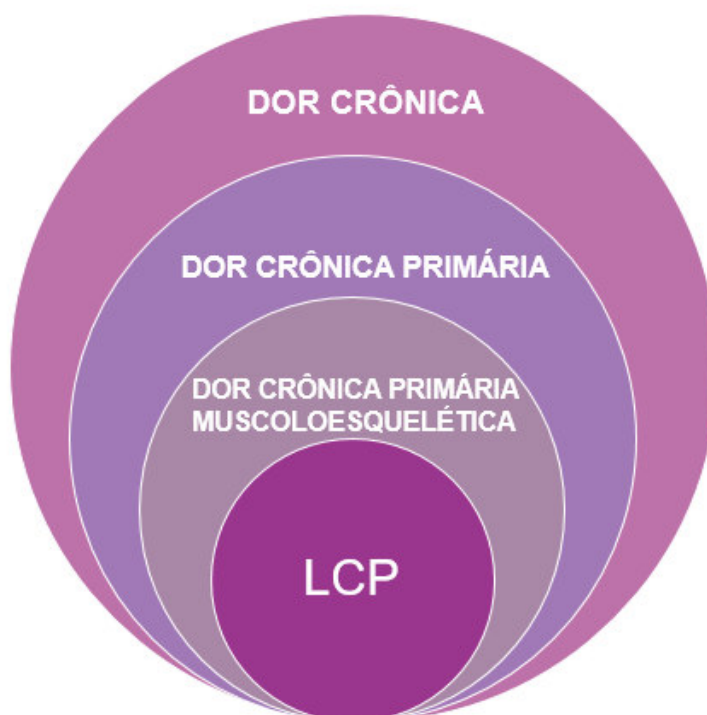 DOR CRÔNICA
DOR CRÔNICA PRIMÁRIA
DOR CRÔNICA PRIMÁRIA
MUSCOLOESQUELÉTICA
LCP